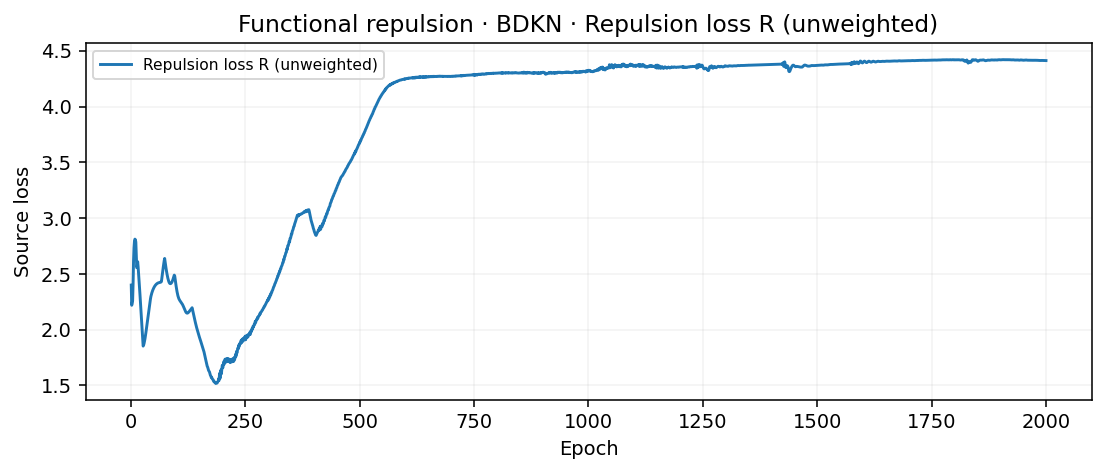 Functional repulsion · BDKN · Repulsion loss R (unweighted)
Repulsion loss R (unweighted)
Source loss
4.5
4.0
3.5
3.0
2.5
2.0
1.5
0 250 500 750 1000 1250 1500 1750 2000
Epoch